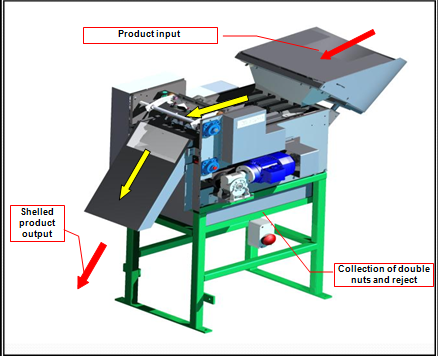 Product input
Shelled
product
output
Collection of double
nuts and reject